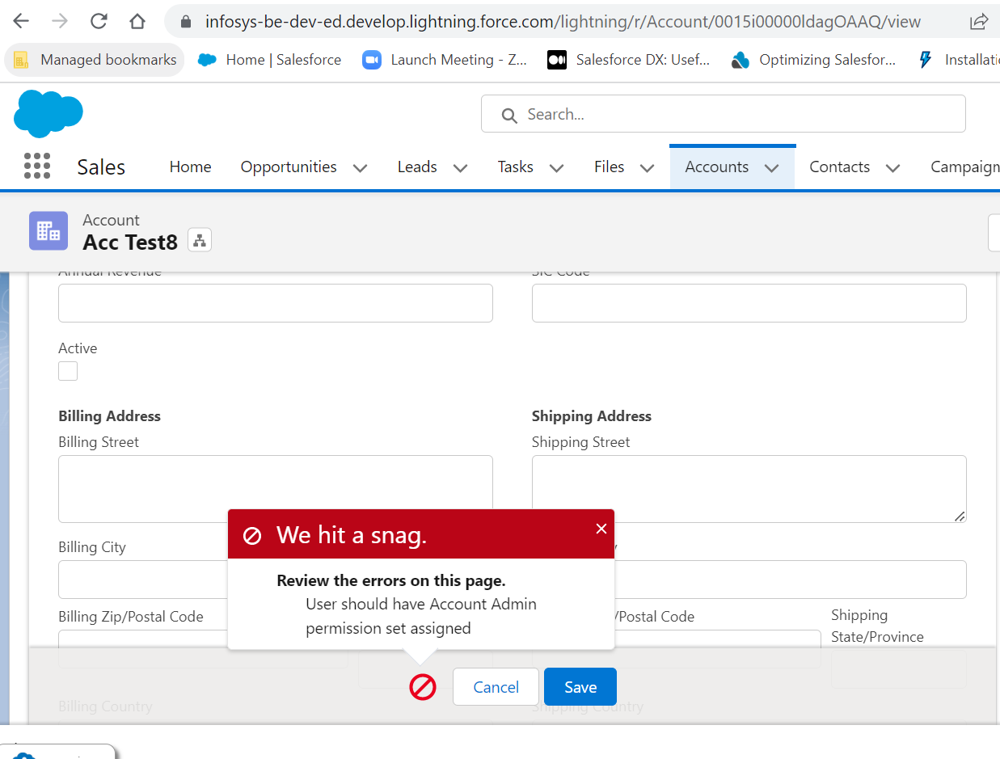 infosys-be-dev-ed.develop.lightning.force.com/lightning/r/Account/0015i00000ldagOAAQ/view
Managed bookmarks Home | Salesforce Launch Meeting - Z... Salesforce DX: Usef... Optimizing Salesfor... Installati
Search...
Sales Home Opportunities Leads Tasks Files Accounts Contacts Campaign
Account
Acc Test8
Annual Revenue SIC Code
Active
Billing Address Shipping Address
Billing Street Shipping Street
We hit a snag.
Billing City
Review the errors on this page.
User should have Account Admin
permission set assigned
Billing Zip/Postal Code /Postal Code Shipping
State/Province
Cancel Save
Billing Country Shipping Country